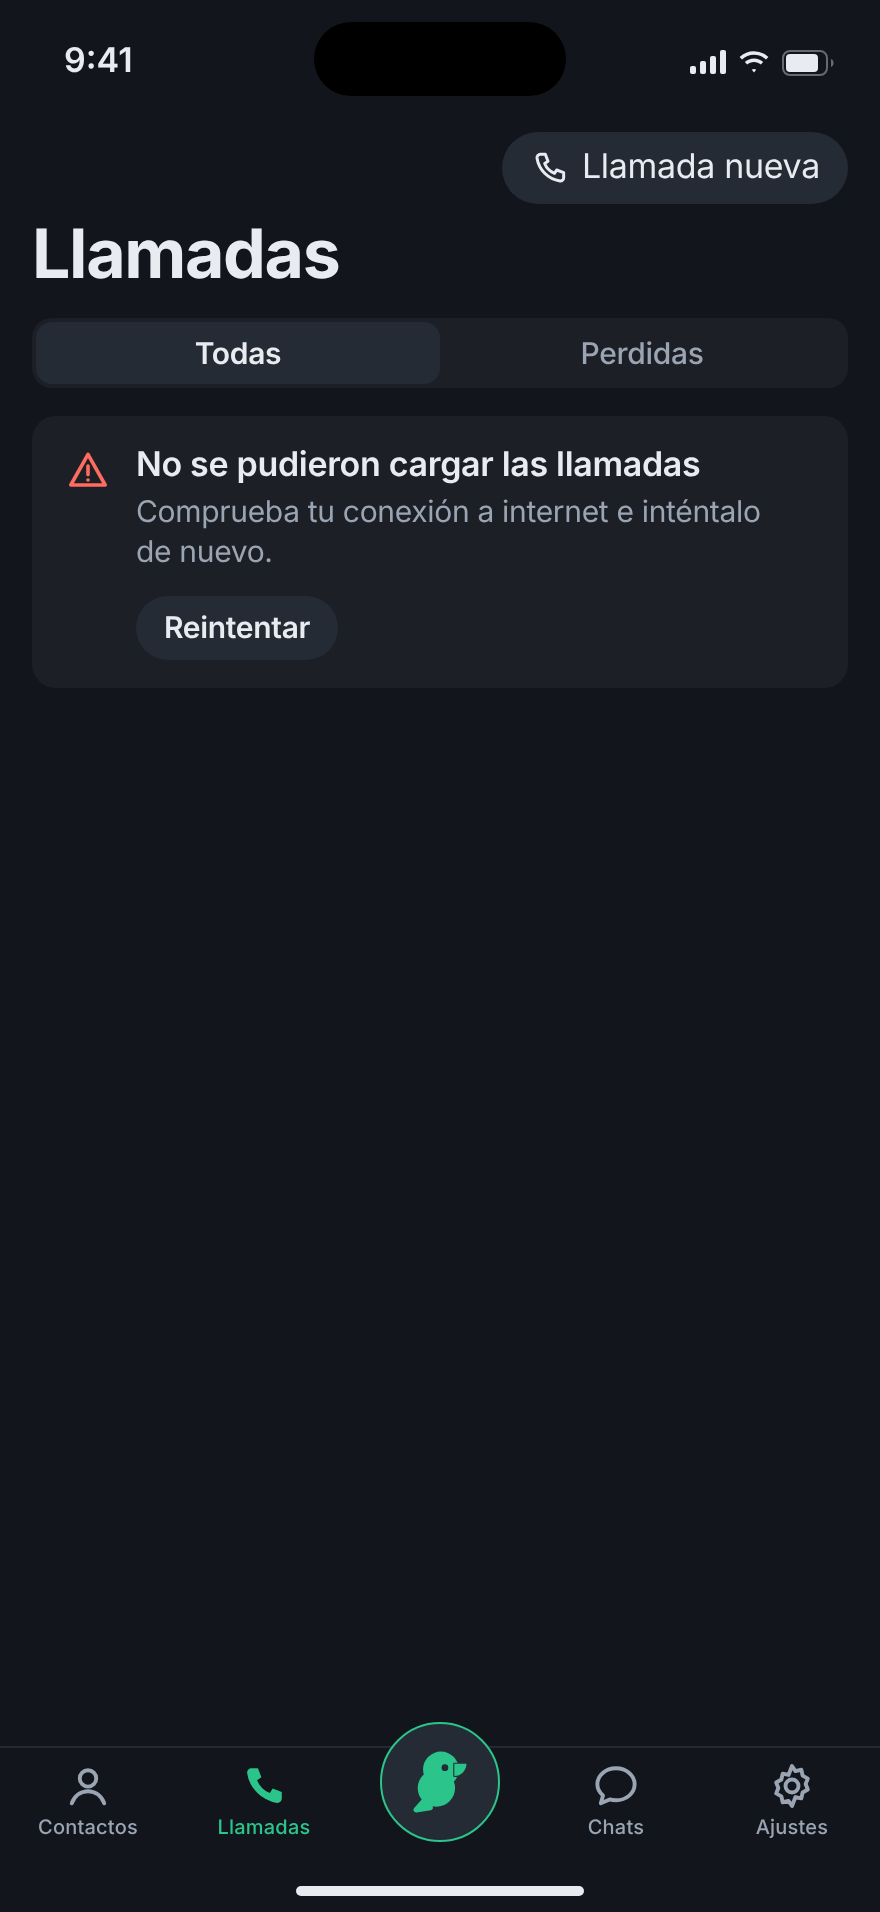 9:41
Llamada nueva
Llamadas
Todas
Perdidas
No se pudieron cargar las llamadas
Comprueba tu conexión a internet e inténtalo
de nuevo.
Reintentar
Contactos
Llamadas
Chats
Ajustes